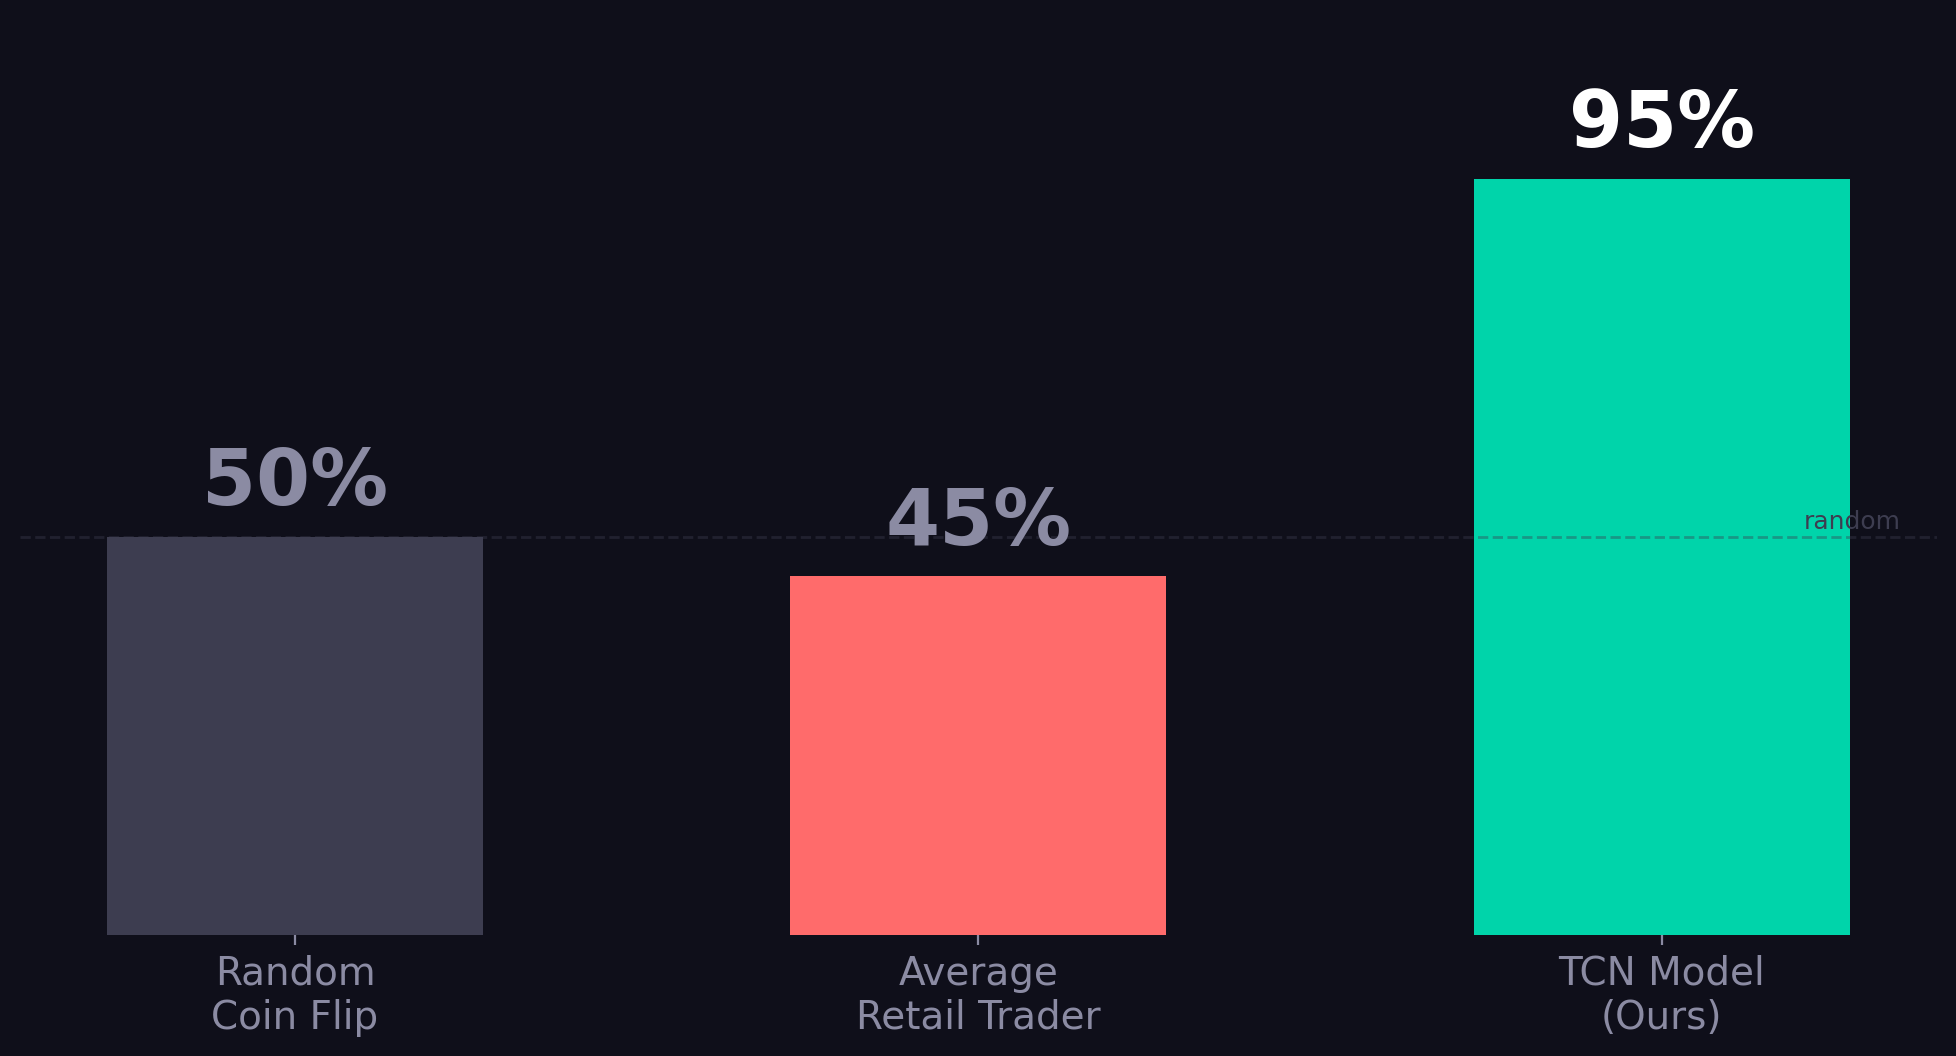 95%
50%
45%
random
Random
Coin Flip
Average
Retail Trader
TCN Model
(Ours)